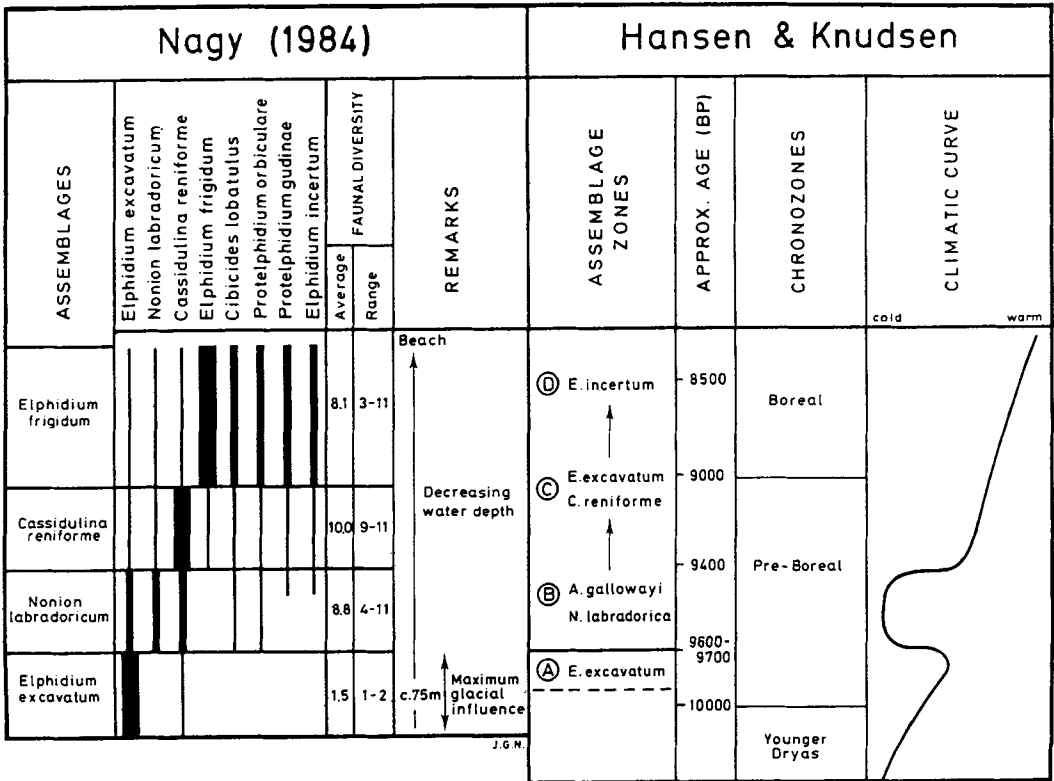 Nagy (1984)
Hansen & Knudsen
ASSEMBLAGES
Elphidium excavatum
Nonion labradoricum
Cassidulina reniforme
Elphidium frigidum
Cibicides lobatulus
Protelphidium orbiculare
Protelphidium gudinae
Elphidium incertum
FAUNAL DIVERSITY
Average
Range
REMARKS
ASSEMBLAGE
ZONES
APPROX. AGE (BP)
CHRONOZONES
CLIMATIC CURVE
cold
warm
Elphidium
frigidum
8.1
3-11
Beach
Cassidulina
reniforme
10.0
9-11
Decreasing
water depth
Nonion
labradoricum
8.8
4-11
Elphidium
excavatum
1.5
1-2
c.75m
Maximum
glacial
influence
J.G.N.
D E.incertum
C E.excavatum
C.reniforme
B A.gallowayi
N.labradorica
A E.excavatum
8500
9000
9400
9600-
9700
10000
Boreal
Pre-Boreal
Younger
Dryas